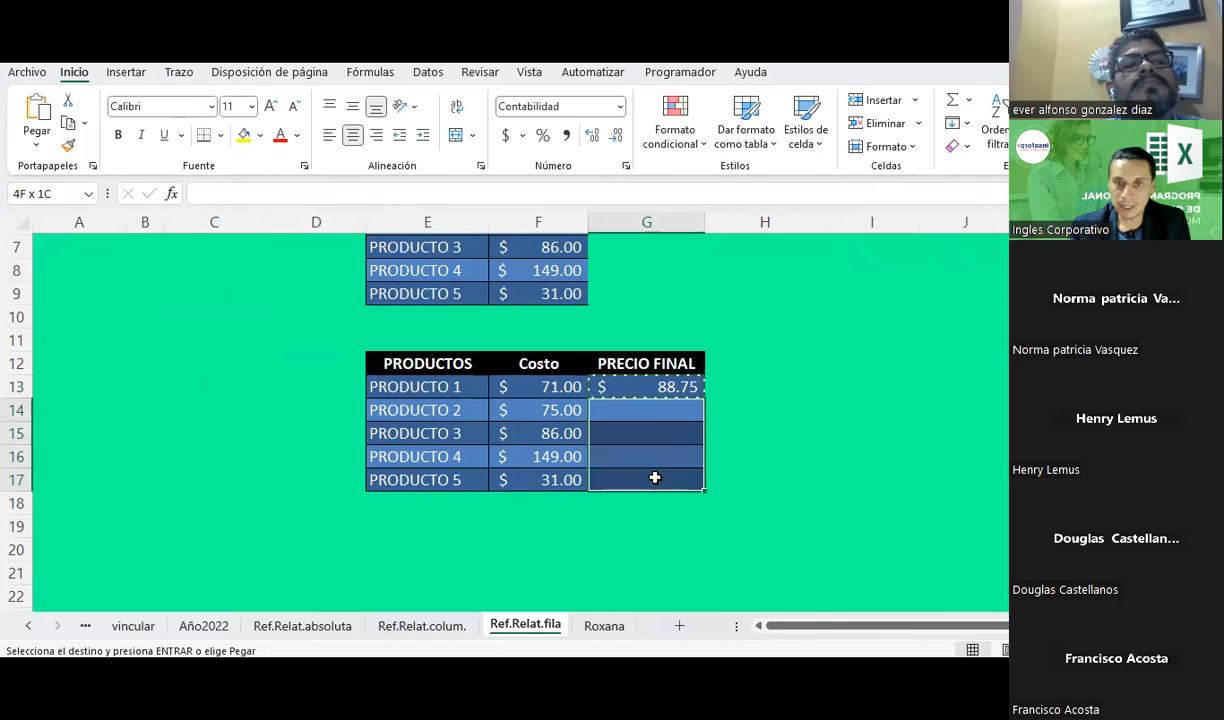 Archivo Inicio Insertar Trazo Disposición de página Fórmulas Datos Revisar Vista Automatizar Programador Ayuda
Calibri 11 Contabilidad Insertar
Pegar N K S $ % Formato condicional Dar formato como tabla Estilos de celda Eliminar
Formato
Portapapeles Fuente Alineación Número Estilos Celdas
4F x 1C fx
A B C D E F G H I J
7 PRODUCTO 3 $ 86.00
8 PRODUCTO 4 $ 149.00
9 PRODUCTO 5 $ 31.00
10
11
12 PRODUCTOS Costo PRECIO FINAL
13 PRODUCTO 1 $ 71.00 $ 88.75
14 PRODUCTO 2 $ 75.00
15 PRODUCTO 3 $ 86.00
16 PRODUCTO 4 $ 149.00
17 PRODUCTO 5 $ 31.00
18
19
20
21
22
vincular Año2022 Ref.Relat.absoluta Ref.Relat.colum. Ref.Relat.fila Roxana
Selecciona el destino y presiona ENTRAR o elige Pegar
ever alfonso gonzalez diaz
Ingles Corporativo
Norma patricia Va...
Norma patricia Vasquez
Henry Lemus
Henry Lemus
Douglas Castellan...
Douglas Castellanos
Francisco Acosta
Francisco Acosta